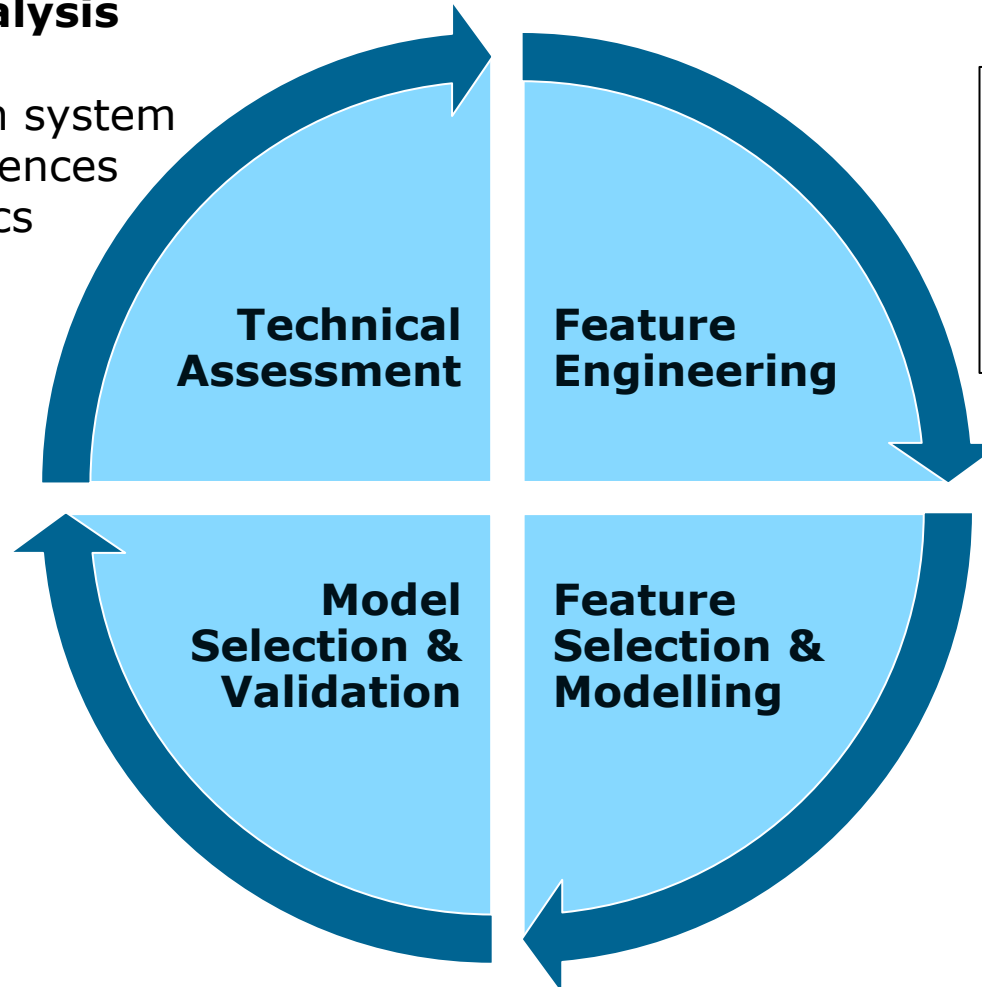 alysis
system
ences
cs
Technical
Assessment
Feature
Engineering
Model
Selection &
Validation
Feature
Selection &
Modelling